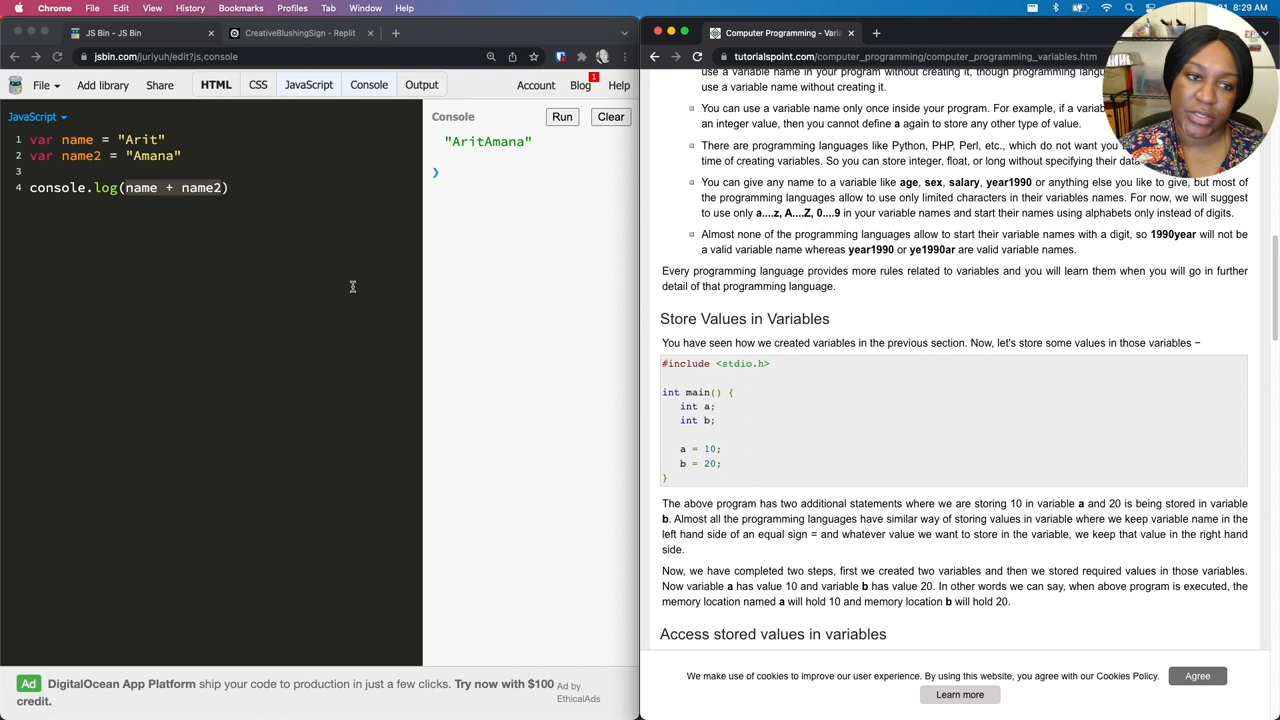 Chrome File Edit View History Bookmarks Profiles Tab Window Help
8:29 AM
JS Bin - JS Bin
CreativeBlushingSign - Replit
jsbin.com/juriyuh/edit?js,console
File Add library Share HTML CSS JavaScript Console Output Account Blog 1 Help
JavaScript
1 var name = "Arit"
2 var name2 = "Amana"
3
4 console.log(name + name2)
Console Run Clear
"AritAmana"
Ad DigitalOcean App Platform ship your code to production in just a few clicks. Try now with $100
credit.
Ad by
EthicalAds
Computer Programming - Varia
tutorialspoint.com/computer_programming/computer_programming_variables.htm
use a variable name in your program without creating it, though programming
use a variable name without creating it.
You can use a variable name only once inside your program. For example, if a
an integer value, then you cannot define a again to store any other type of value.
There are programming languages like Python, PHP, Perl, etc., which do not want you
time of creating variables. So you can store integer, float, or long without specifying their
You can give any name to a variable like age, sex, salary, year1990 or anything else you like to give, but most of
the programming languages allow to use only limited characters in their variables names. For now, we will suggest
to use only a....z, A....Z, 0....9 in your variable names and start their names using alphabets only instead of digits.
Almost none of the programming languages allow to start their variable names with a digit, so 1990year will not be
a valid variable name whereas year1990 or ye1990ar are valid variable names.
Every programming language provides more rules related to variables and you will learn them when you will go in further
detail of that programming language.
Store Values in Variables
You have seen how we created variables in the previous section. Now, let's store some values in those variables −
#include <stdio.h>
int main() {
int a;
int b;
a = 10;
b = 20;
}
The above program has two additional statements where we are storing 10 in variable a and 20 is being stored in variable
b. Almost all the programming languages have similar way of storing values in variable where we keep variable name in the
left hand side of an equal sign = and whatever value we want to store in the variable, we keep that value in the right hand
side.
Now, we have completed two steps, first we created two variables and then we stored required values in those variables.
Now variable a has value 10 and variable b has value 20. In other words we can say, when above program is executed, the
memory location named a will hold 10 and memory location b will hold 20.
Access stored values in variables
We make use of cookies to improve our user experience. By using this website, you agree with our Cookies Policy. Agree
Learn more